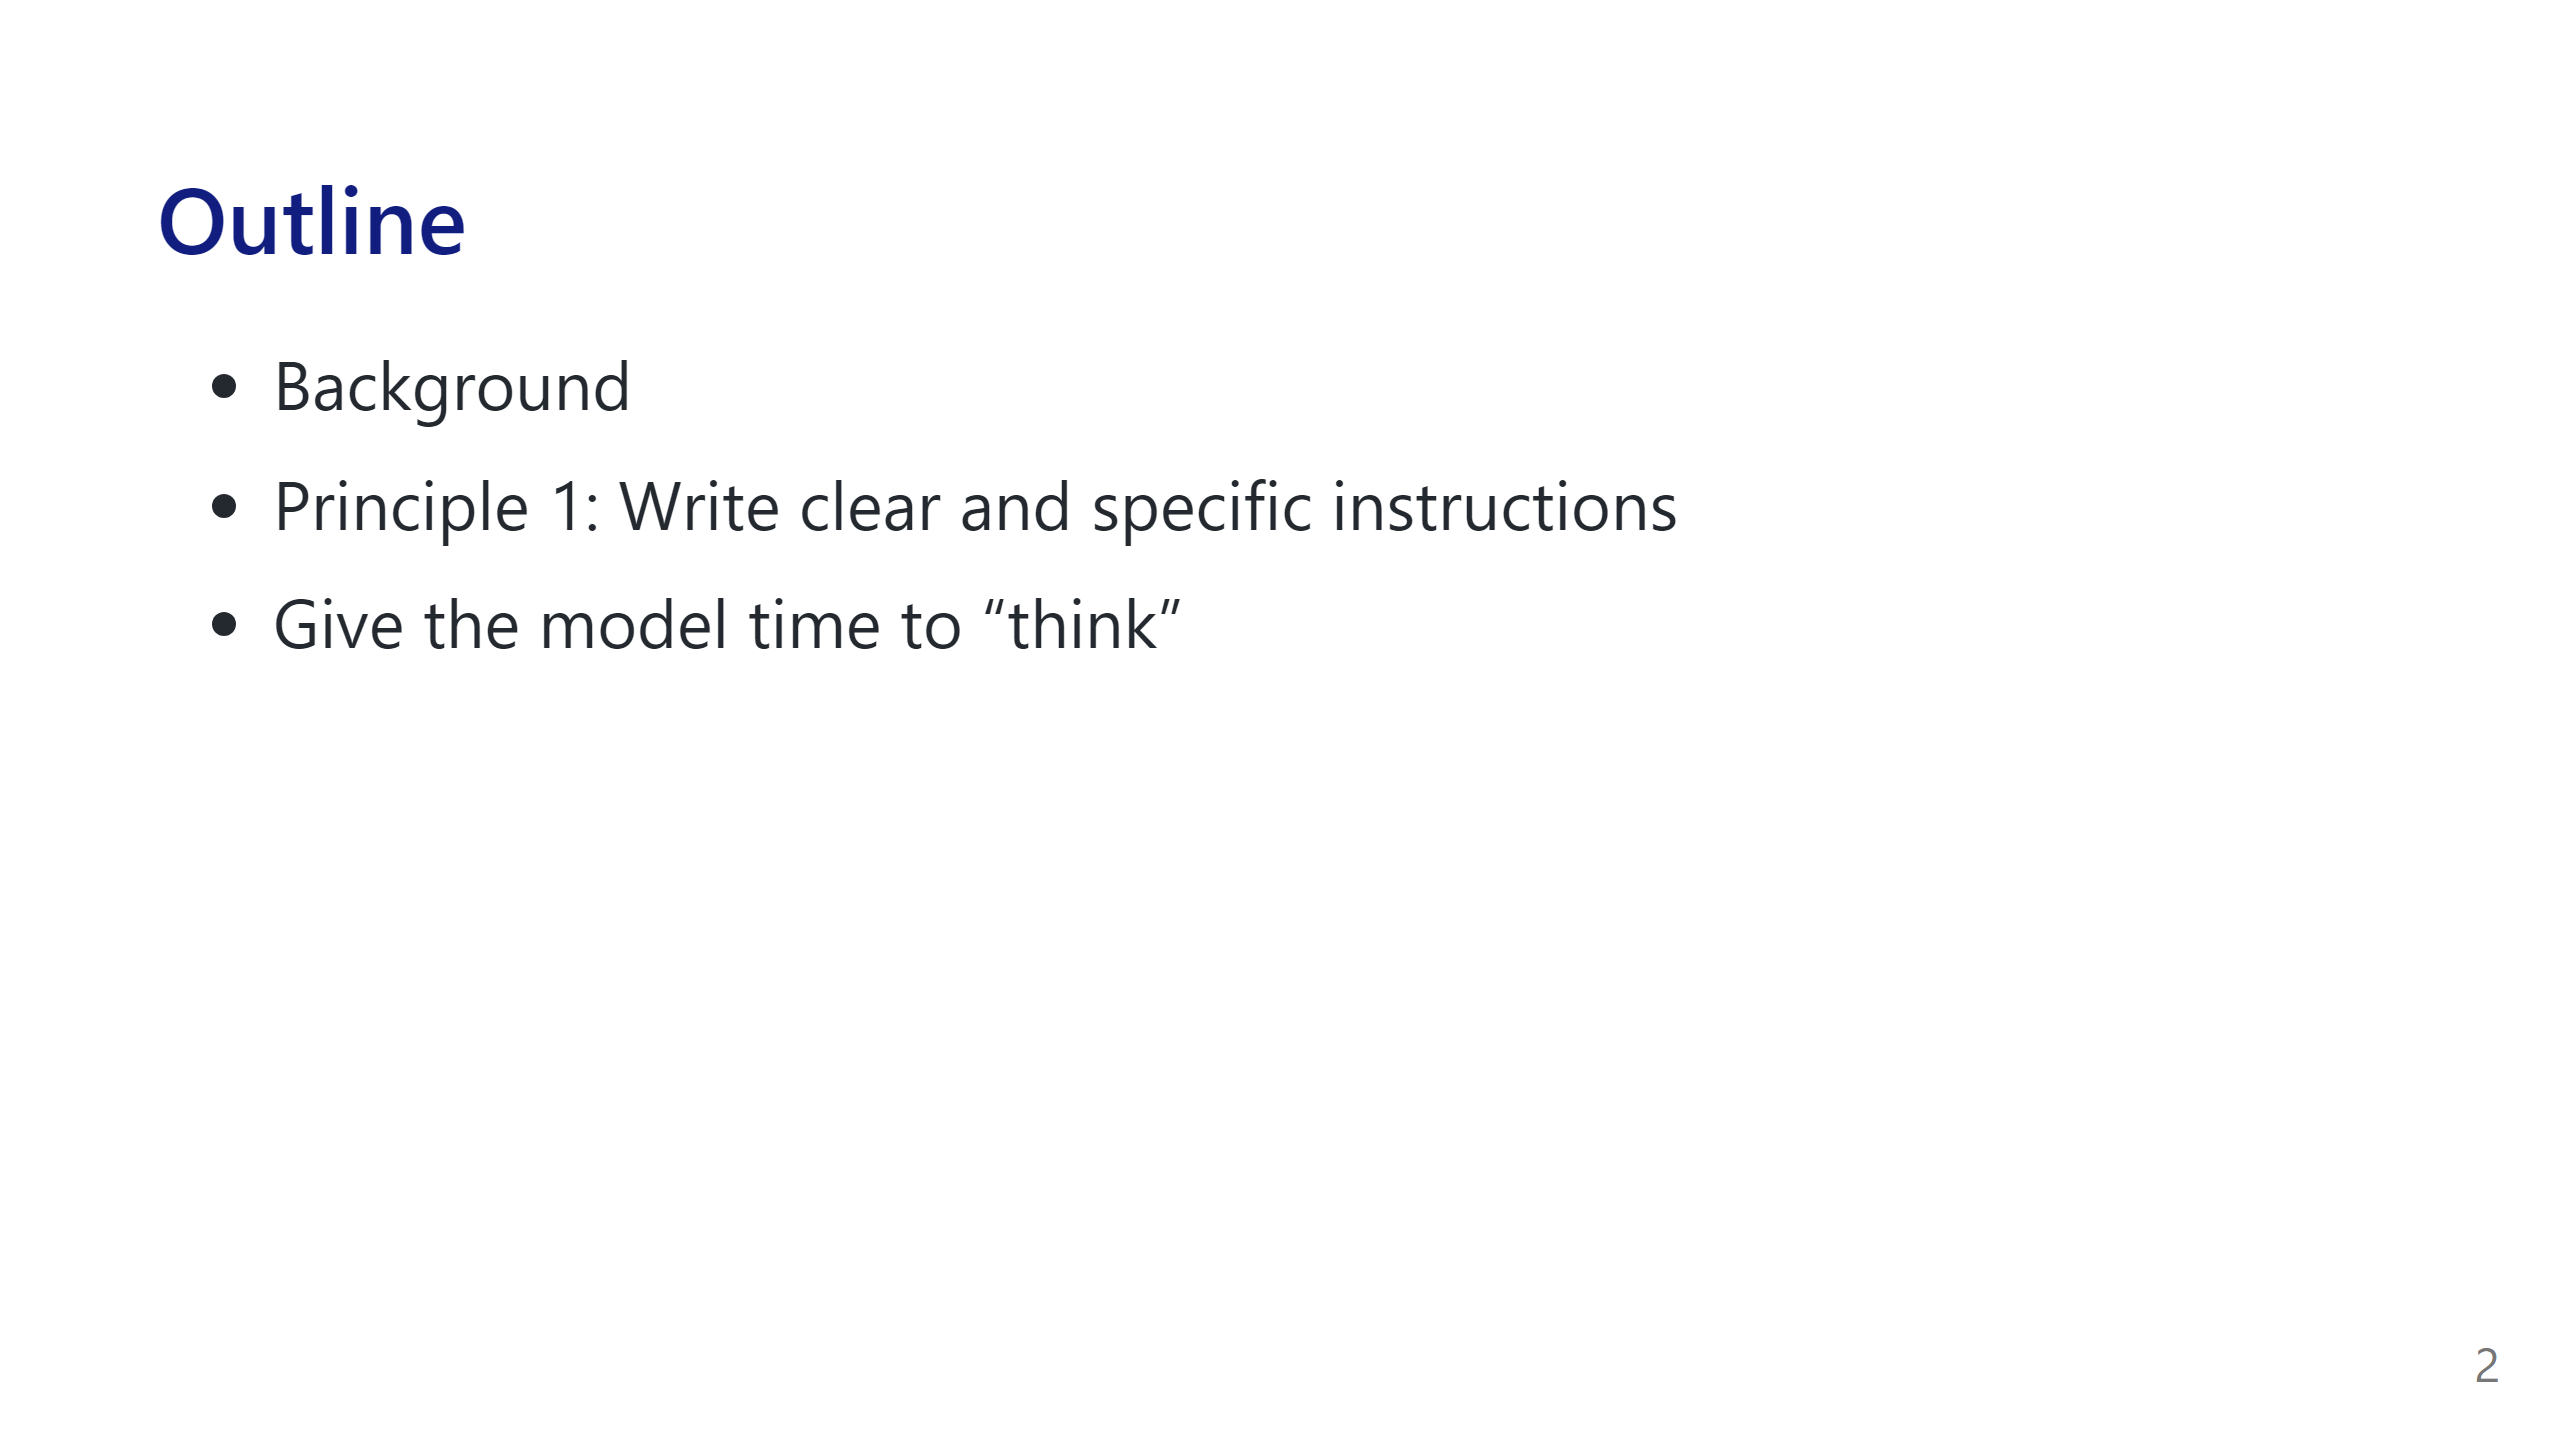 Outline
• Background
• Principle 1: Write clear and specific instructions
• Give the model time to “think”
2